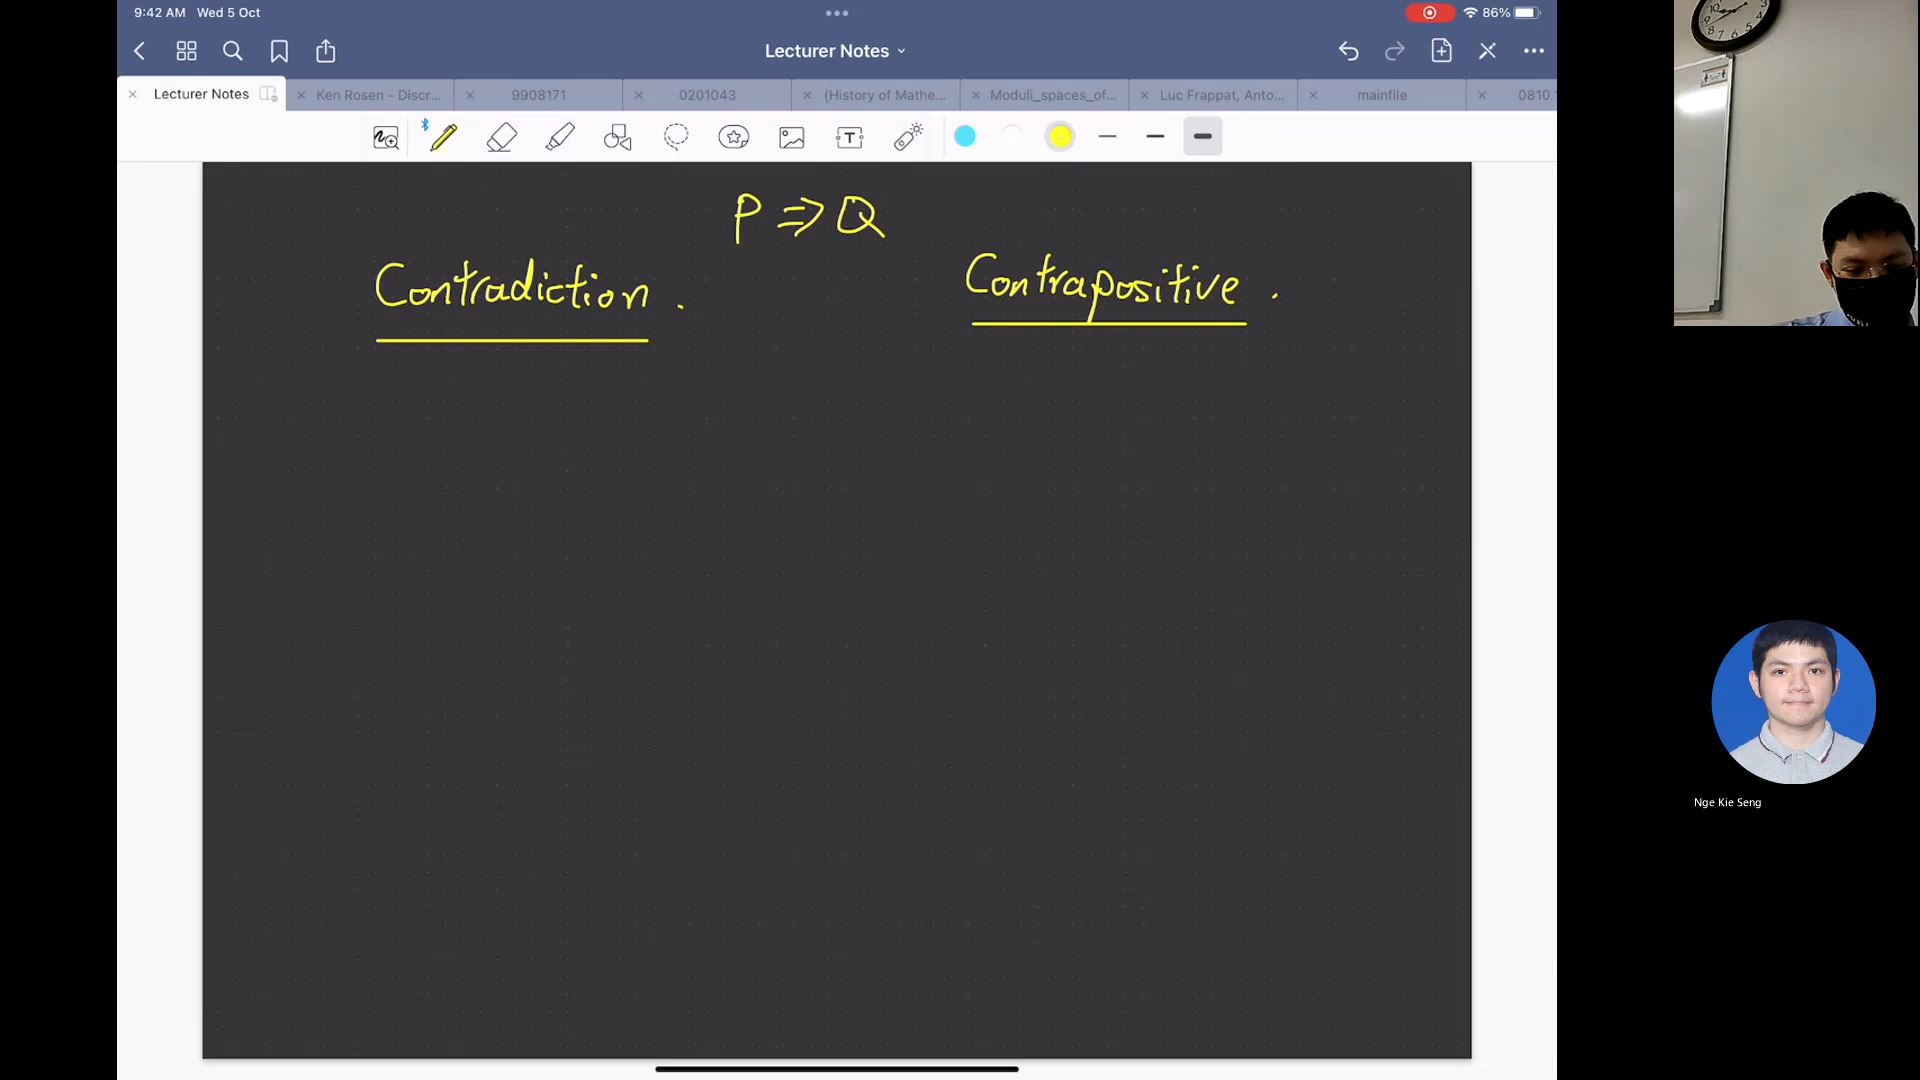 9:42 AM Wed 5 Oct
86%
Lecturer Notes
Lecturer Notes
Ken Rosen - Discr...
9908171
0201043
(History of Mathe...
Moduli_spaces_of...
Luc Frappat, Anto...
mainfile
0810.
P ⇒ Q
Contradiction.
Contrapositive.
Nge Kie Seng